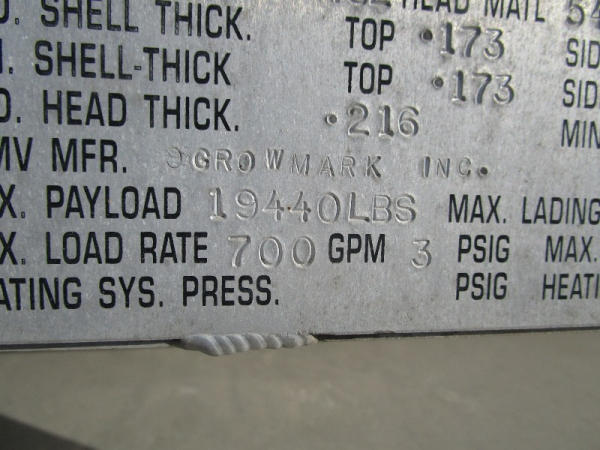 D. SHELL THICK. TOP .173 SID
. SHELL-THICK TOP .173 SID
D. HEAD THICK. .216 MIN
MV MFR. GROWMARK INC.
X. PAYLOAD 19440LBS MAX. LADING
X. LOAD RATE 700 GPM 3 PSIG MAX.
ATING SYS. PRESS. PSIG HEATI